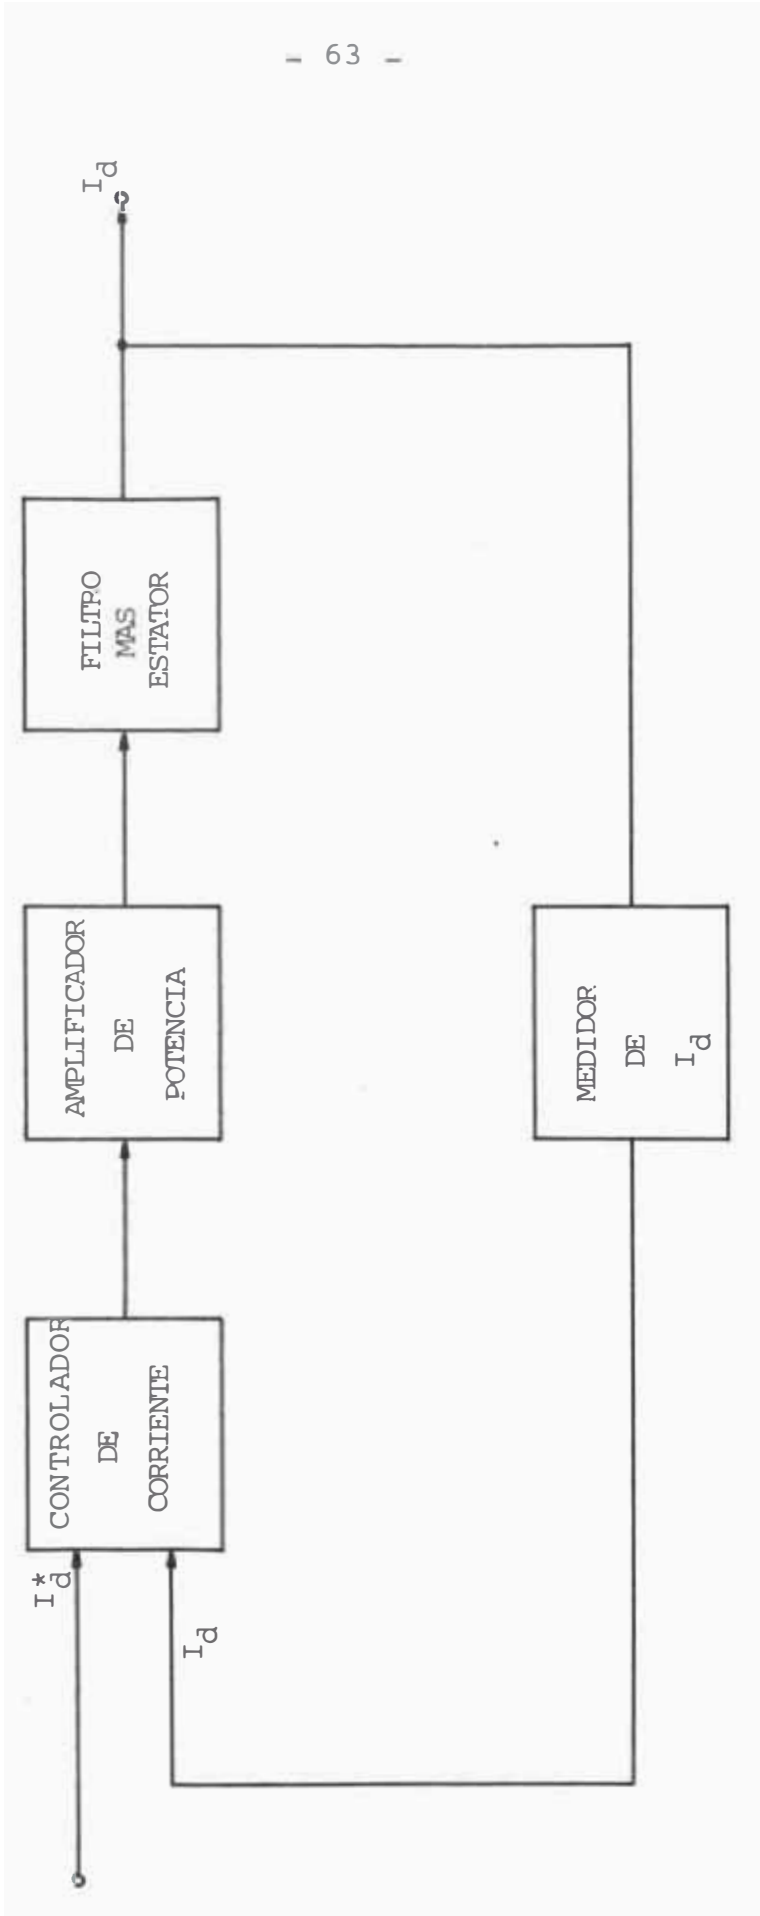 - 63 -
I*d
CONTROLADOR
DE
CORRIENTE
Id
AMPLIFICADOR
DE
POTENCIA
FILTRO
MAS
ESTATOR
Id
MEDIDOR
DE
Id